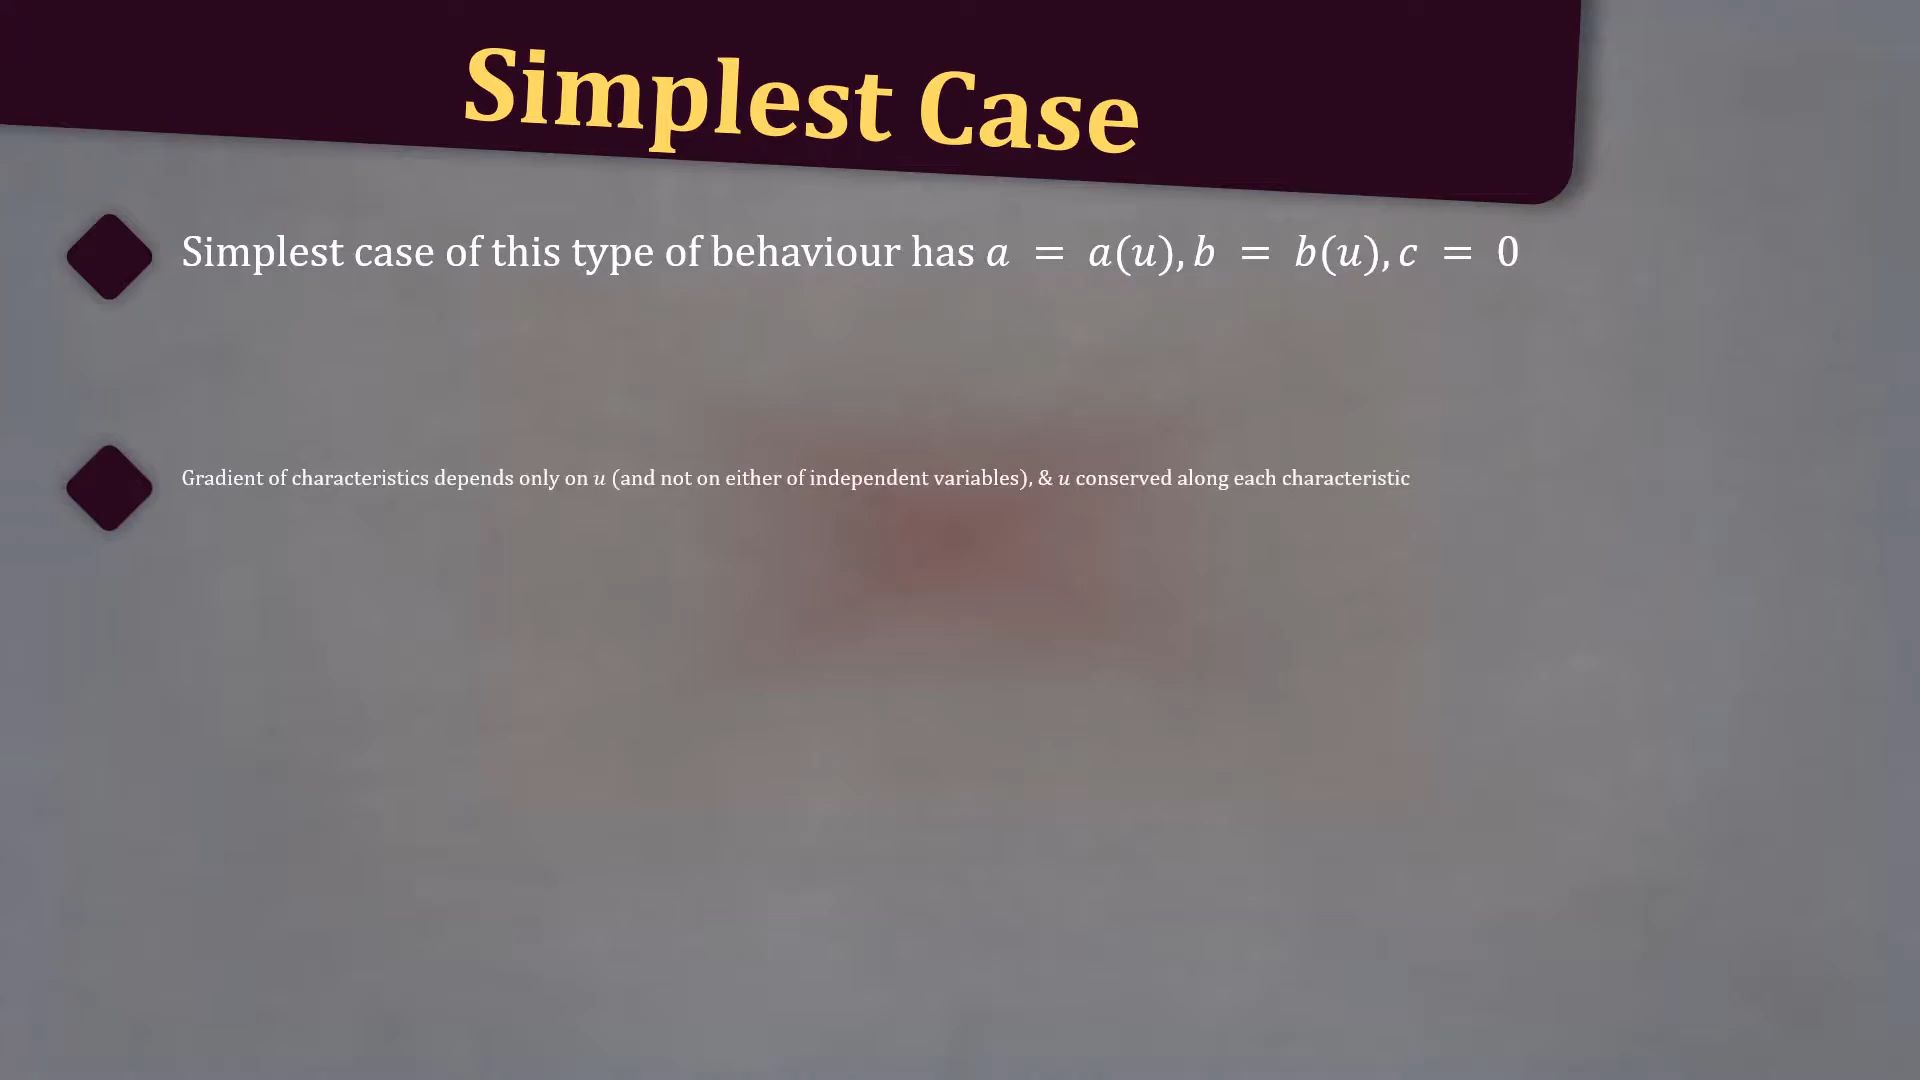 Simplest Case
Simplest case of this type of behaviour has a = a(u), b = b(u), c = 0
Gradient of characteristics depends only on u (and not on either of independent variables), & u conserved along each characteristic